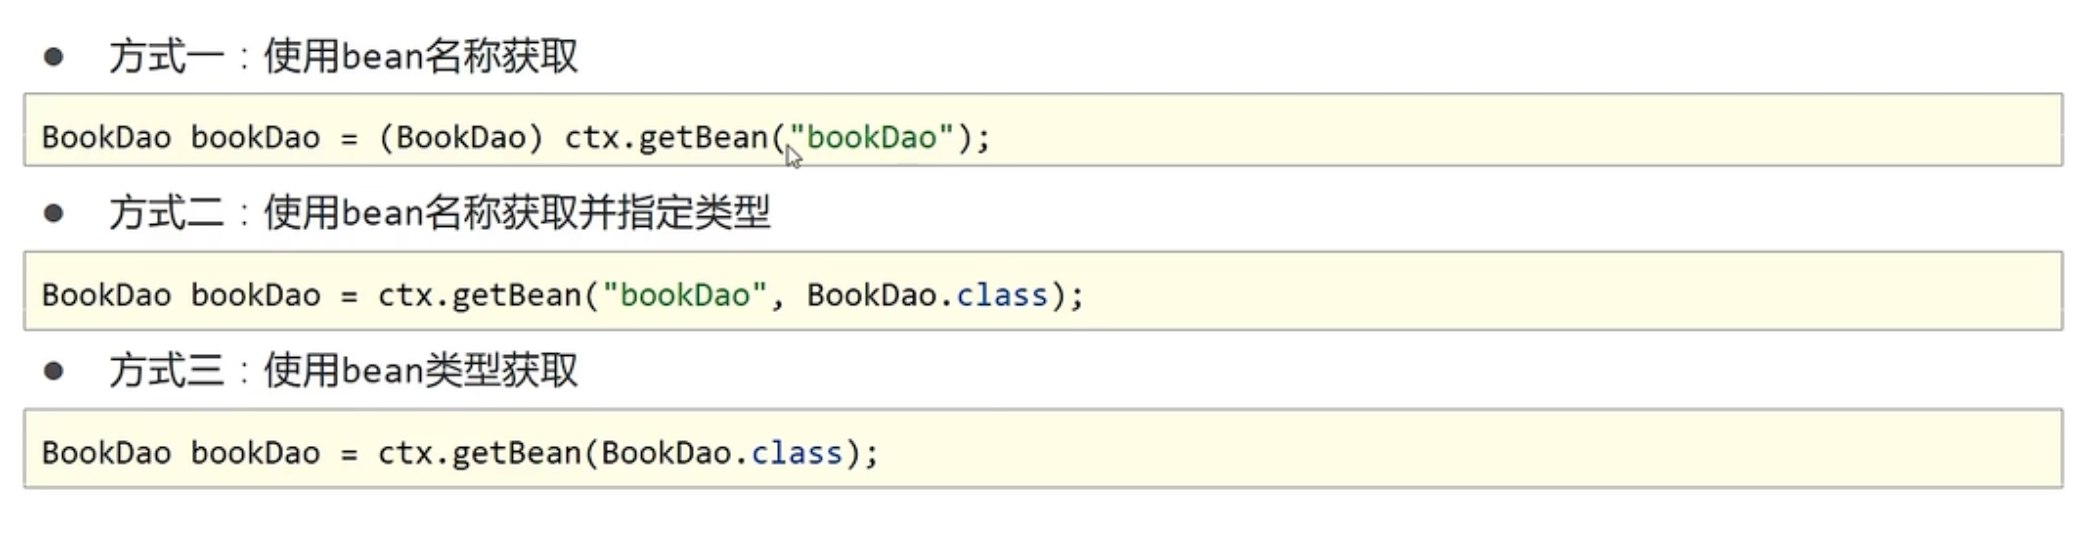 ● 方式一：使用bean名称获取
BookDao bookDao = (BookDao) ctx.getBean("bookDao");
● 方式二：使用bean名称获取并指定类型
BookDao bookDao = ctx.getBean("bookDao", BookDao.class);
● 方式三：使用bean类型获取
BookDao bookDao = ctx.getBean(BookDao.class);